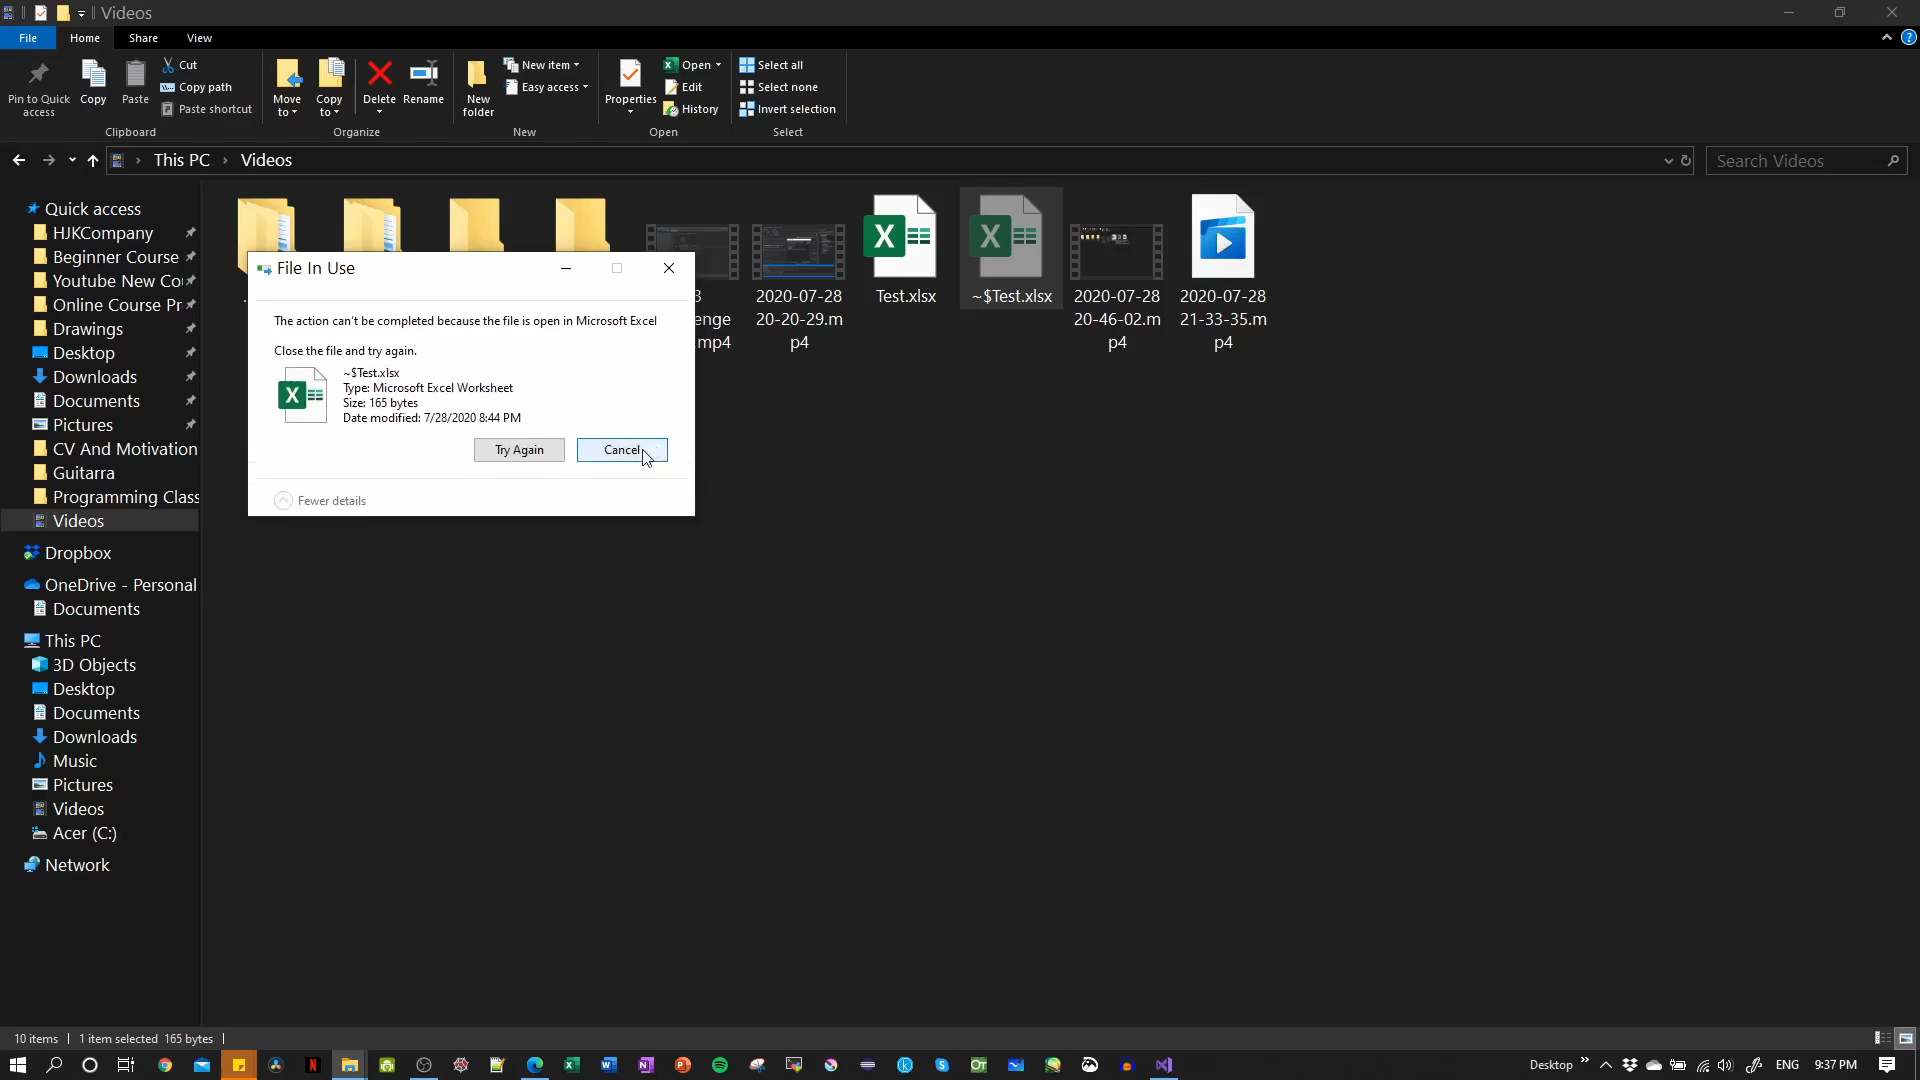 Videos
File
Home
Share
View
Pin to Quick
access
Copy
Paste
Cut
Copy path
Paste shortcut
Clipboard
Move
to
Copy
to
Delete
Rename
Organize
New
folder
New item
Easy access
New
Properties
Open
Edit
History
Open
Select all
Select none
Invert selection
Select
This PC
Videos
Search Videos
Quick access
HJKCompany
Beginner Course
Youtube New Co
Online Course Pr
Drawings
Desktop
Downloads
Documents
Pictures
CV And Motivation
Guitarra
Programming Class
Videos
Dropbox
OneDrive - Personal
Documents
This PC
3D Objects
Desktop
Documents
Downloads
Music
Pictures
Videos
Acer (C:)
Network
3
enge
.mp4
2020-07-28
20-20-29.m
p4
Test.xlsx
~$Test.xlsx
2020-07-28
20-46-02.m
p4
2020-07-28
21-33-35.m
p4
File In Use
The action can't be completed because the file is open in Microsoft Excel
Close the file and try again.
~$Test.xlsx
Type: Microsoft Excel Worksheet
Size: 165 bytes
Date modified: 7/28/2020 8:44 PM
Try Again
Cancel
Fewer details
10 items
1 item selected 165 bytes
Desktop
ENG
9:37 PM